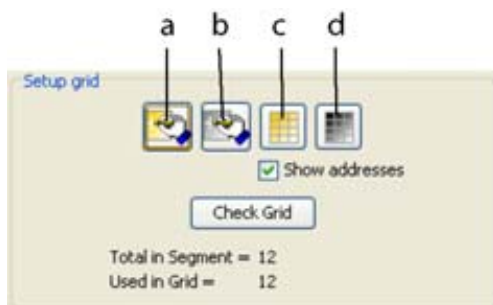 a b c d
Setup grid
Show addresses
Check Grid
Total in Segment = 12
Used in Grid = 12